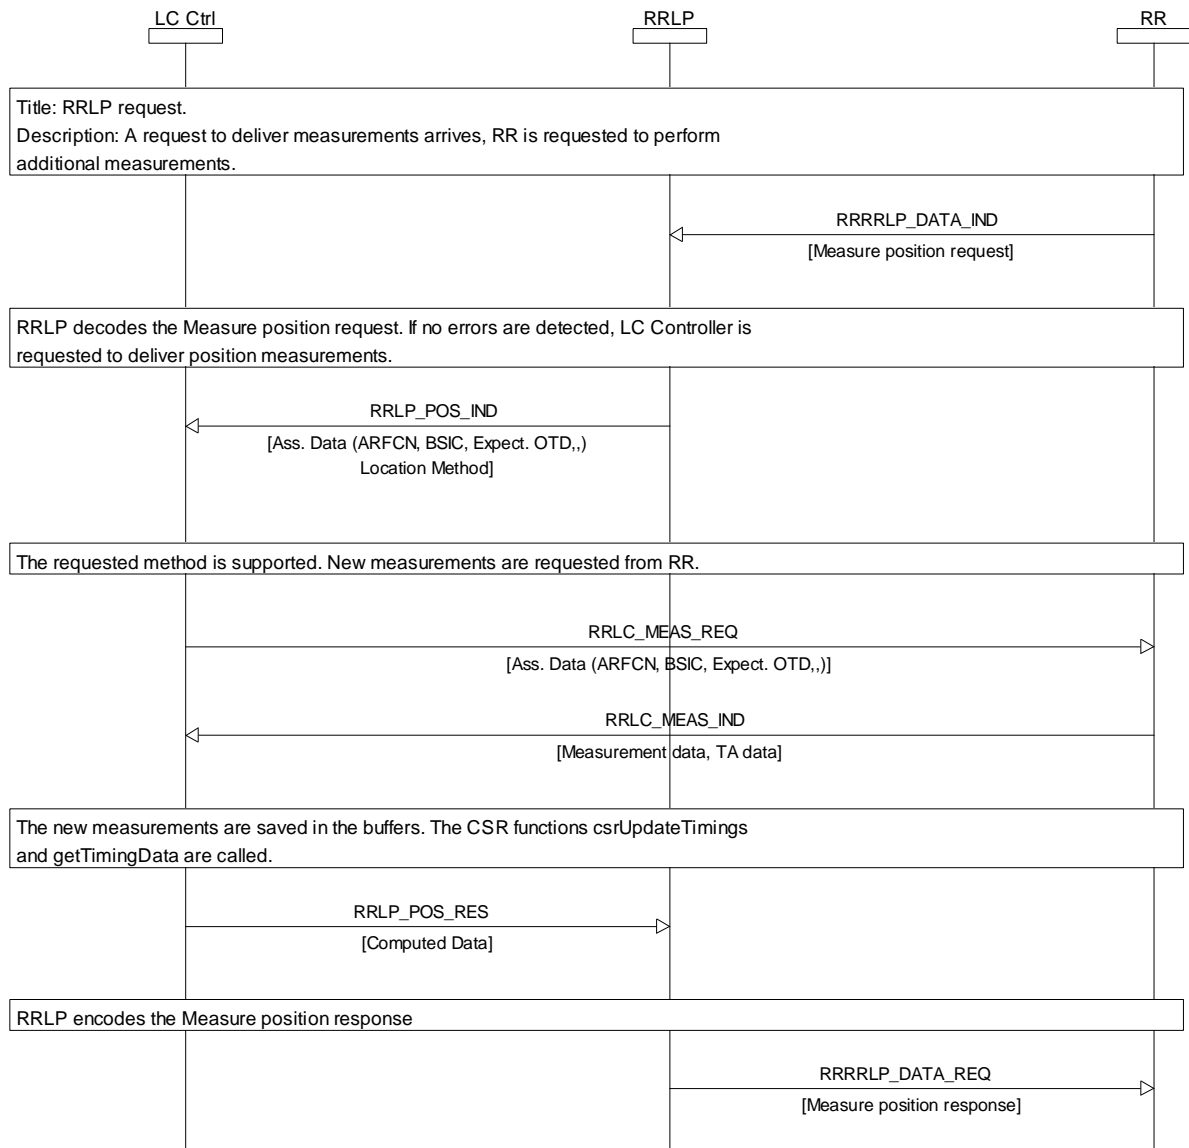 LC Ctrl
RRLP
RR
Title: RRLP request.
Description: A request to deliver measurements arrives, RR is requested to perform
additional measurements.
RRRRLP_DATA_IND
[Measure position request]
RRLP decodes the Measure position request. If no errors are detected, LC Controller is
requested to deliver position measurements.
RRLP_POS_IND
[Ass. Data (ARFCN, BSIC, Expect. OTD,,)
Location Method]
The requested method is supported. New measurements are requested from RR.
RRLC_MEAS_REQ
[Ass. Data (ARFCN, BSIC, Expect. OTD,,)]
RRLC_MEAS_IND
[Measurement data, TA data]
The new measurements are saved in the buffers. The CSR functions csrUpdateTimings
and getTimingData are called.
RRLP_POS_RES
[Computed Data]
RRLP encodes the Measure position response
RRRRLP_DATA_REQ
[Measure position response]